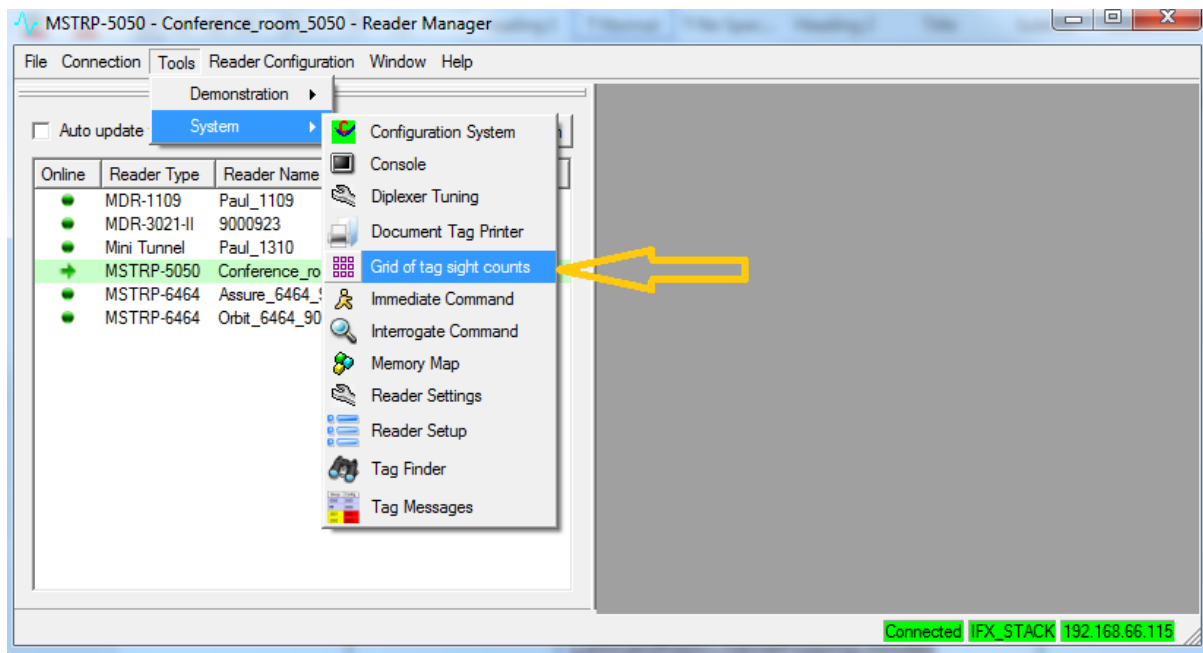 MSTRP-5050 - Conference_room_5050 - Reader Manager
File Connection Tools Reader Configuration Window Help
Demonstration
Auto update
System
Configuration System
Console
Diplexer Tuning
Document Tag Printer
Grid of tag sight counts
Immediate Command
Interrogate Command
Memory Map
Reader Settings
Reader Setup
Tag Finder
Tag Messages
Online Reader Type Reader Name
MDR-1109 Paul_1109
MDR-3021-II 9000923
Mini Tunnel Paul_1310
MSTRP-5050 Conference_ro
MSTRP-6464 Assure_6464_
MSTRP-6464 Orbit_6464_90
Connected IFX_STACK 192.168.66.115